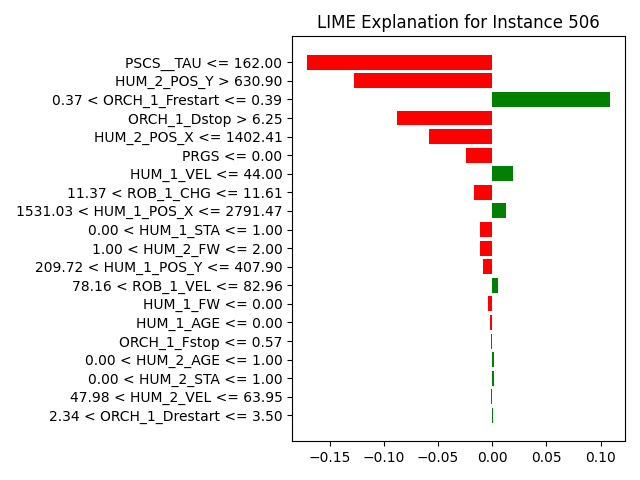 LIME Explanation for Instance 506
PSCS__TAU <= 162.00
HUM_2_POS_Y > 630.90
0.37 < ORCH_1_Frestart <= 0.39
ORCH_1_Dstop > 6.25
HUM_2_POS_X <= 1402.41
PRGS <= 0.00
HUM_1_VEL <= 44.00
11.37 < ROB_1_CHG <= 11.61
1531.03 < HUM_1_POS_X <= 2791.47
0.00 < HUM_1_STA <= 1.00
1.00 < HUM_2_FW <= 2.00
209.72 < HUM_1_POS_Y <= 407.90
78.16 < ROB_1_VEL <= 82.96
HUM_1_FW <= 0.00
HUM_1_AGE <= 0.00
ORCH_1_Fstop <= 0.57
0.00 < HUM_2_AGE <= 1.00
0.00 < HUM_2_STA <= 1.00
47.98 < HUM_2_VEL <= 63.95
2.34 < ORCH_1_Drestart <= 3.50
−0.15 −0.10 −0.05 0.00 0.05 0.10